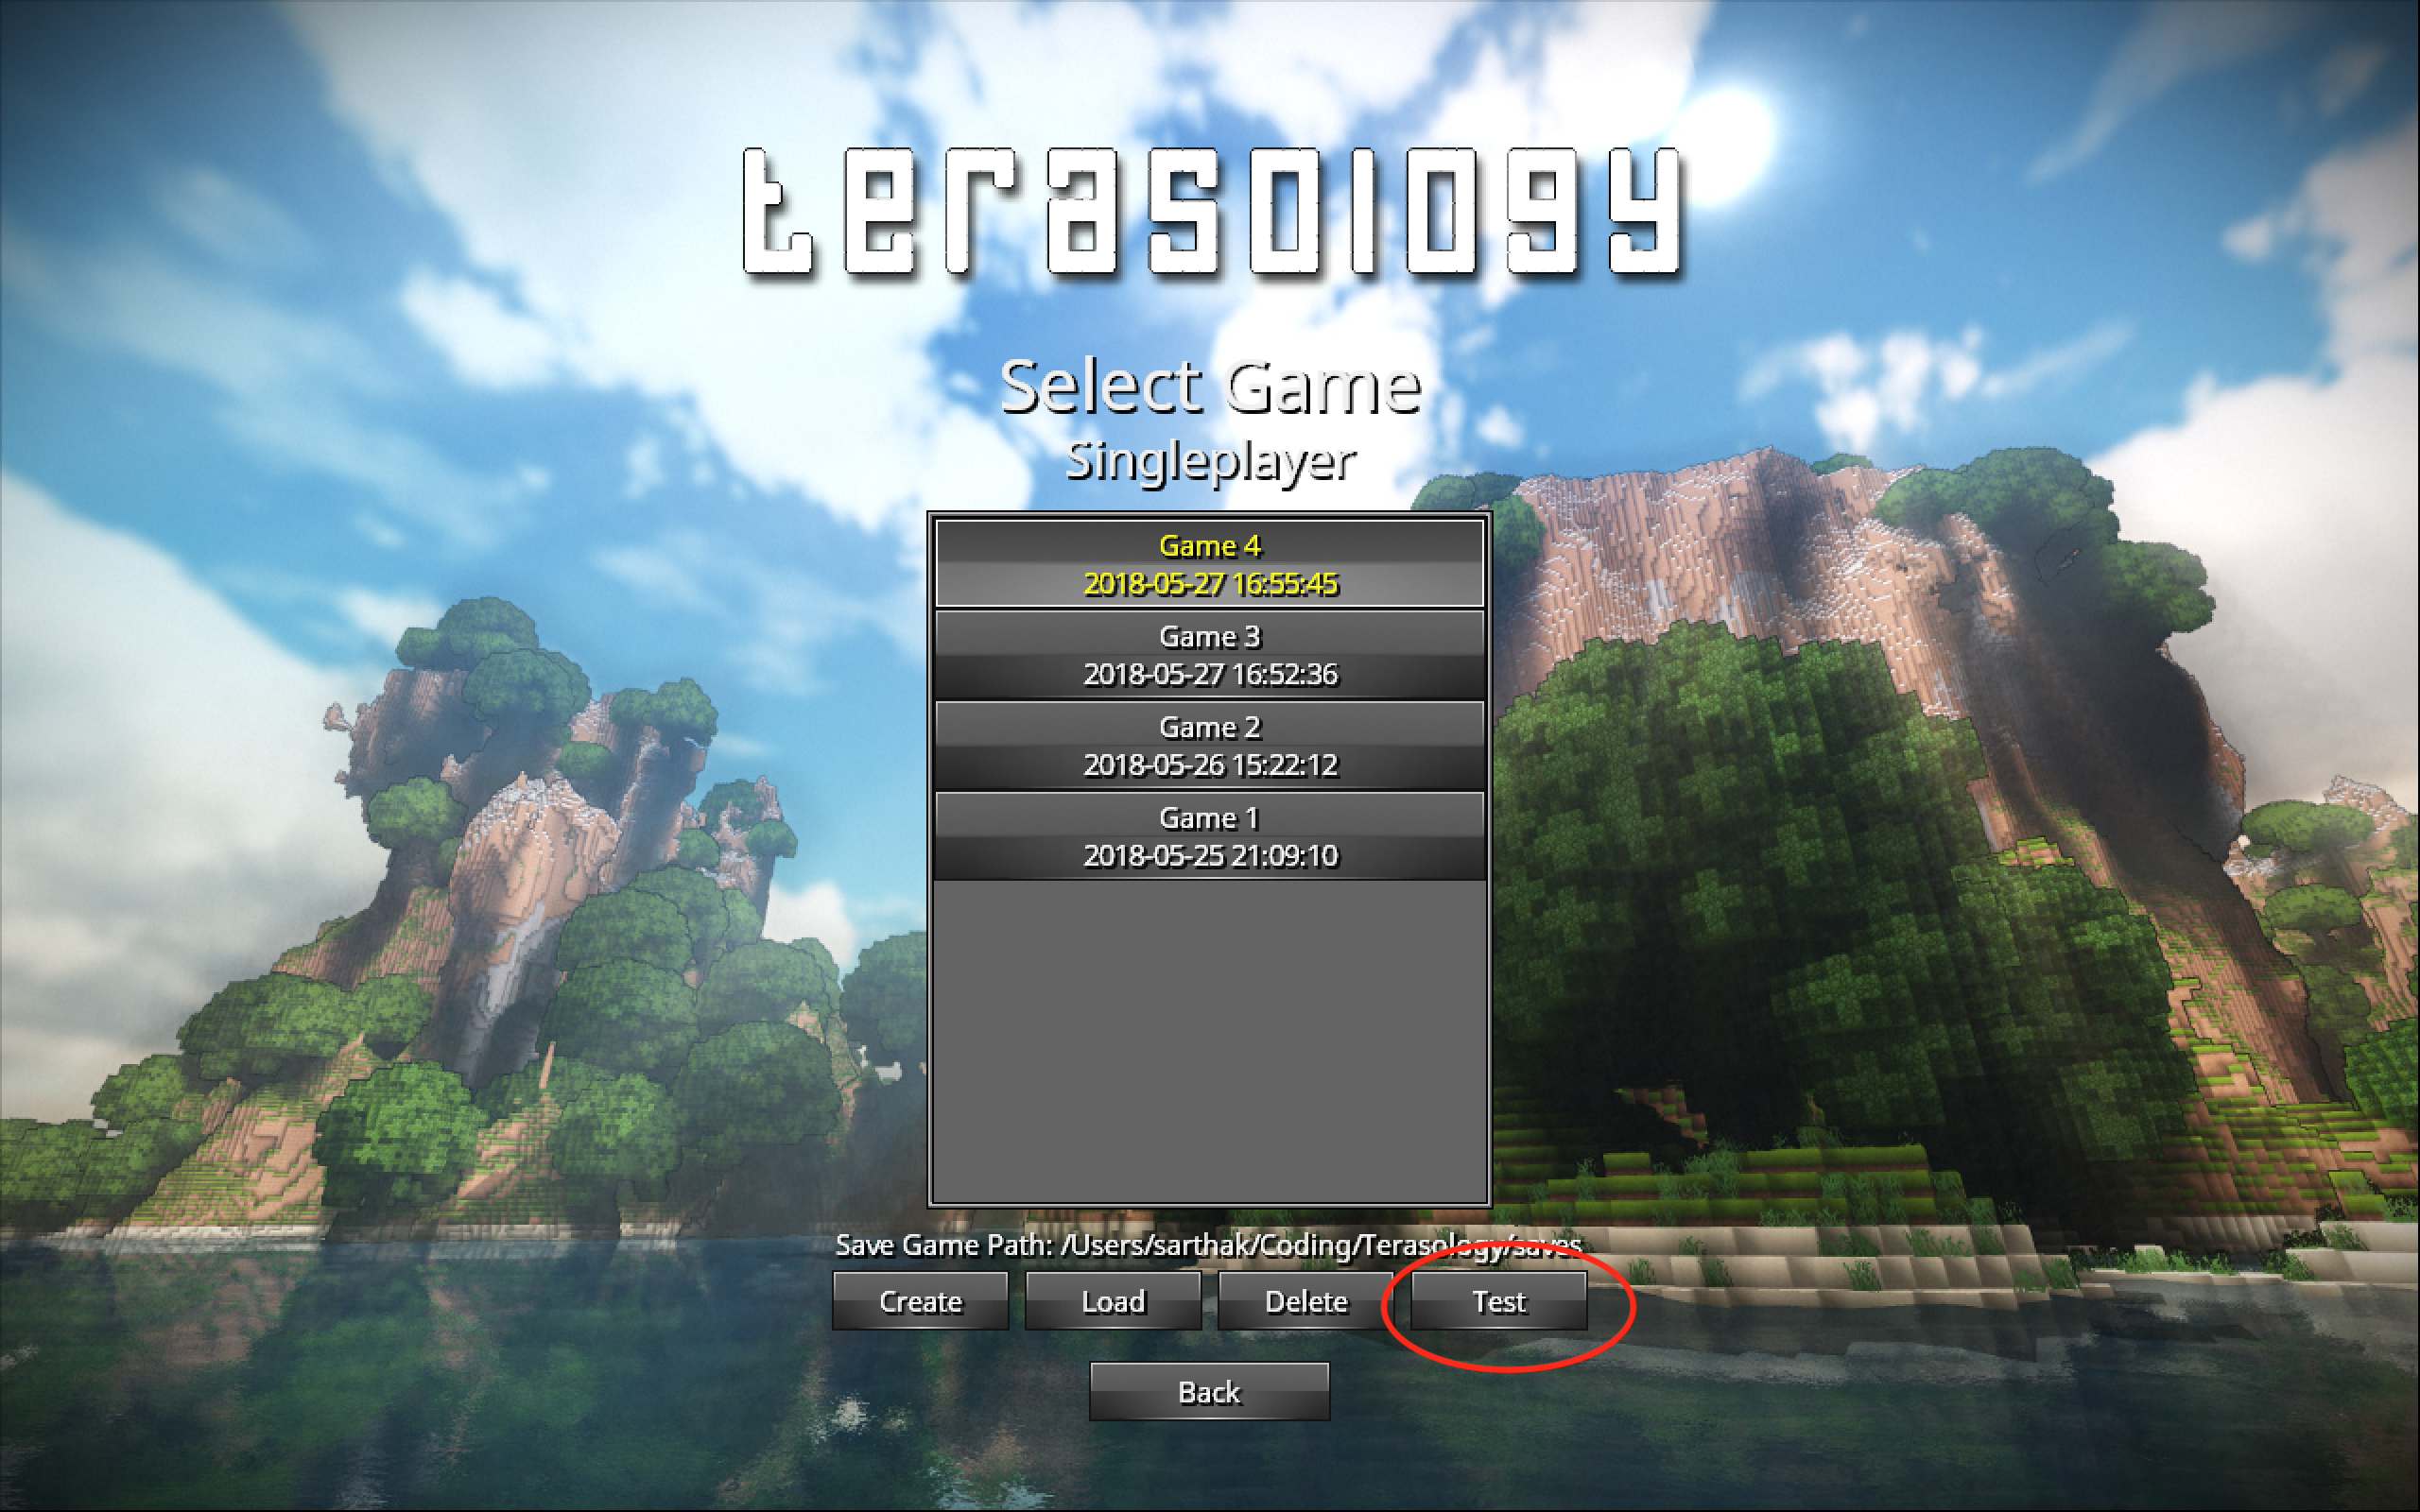 terasology
Select Game
Singleplayer
Game 4
2018-05-27 16:55:45
Game 3
2018-05-27 16:52:36
Game 2
2018-05-26 15:22:12
Game 1
2018-05-25 21:09:10
Save Game Path: /Users/sarthak/Coding/Terasology/saves
Create Load Delete Test
Back